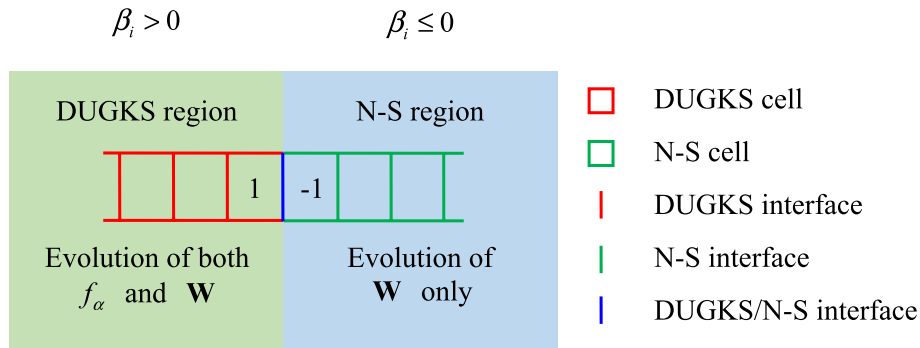 βᵢ > 0
βᵢ ≤ 0
DUGKS region
N-S region
1
-1
Evolution of both
f_α and W
Evolution of
W only
DUGKS cell
N-S cell
DUGKS interface
N-S interface
DUGKS/N-S interface